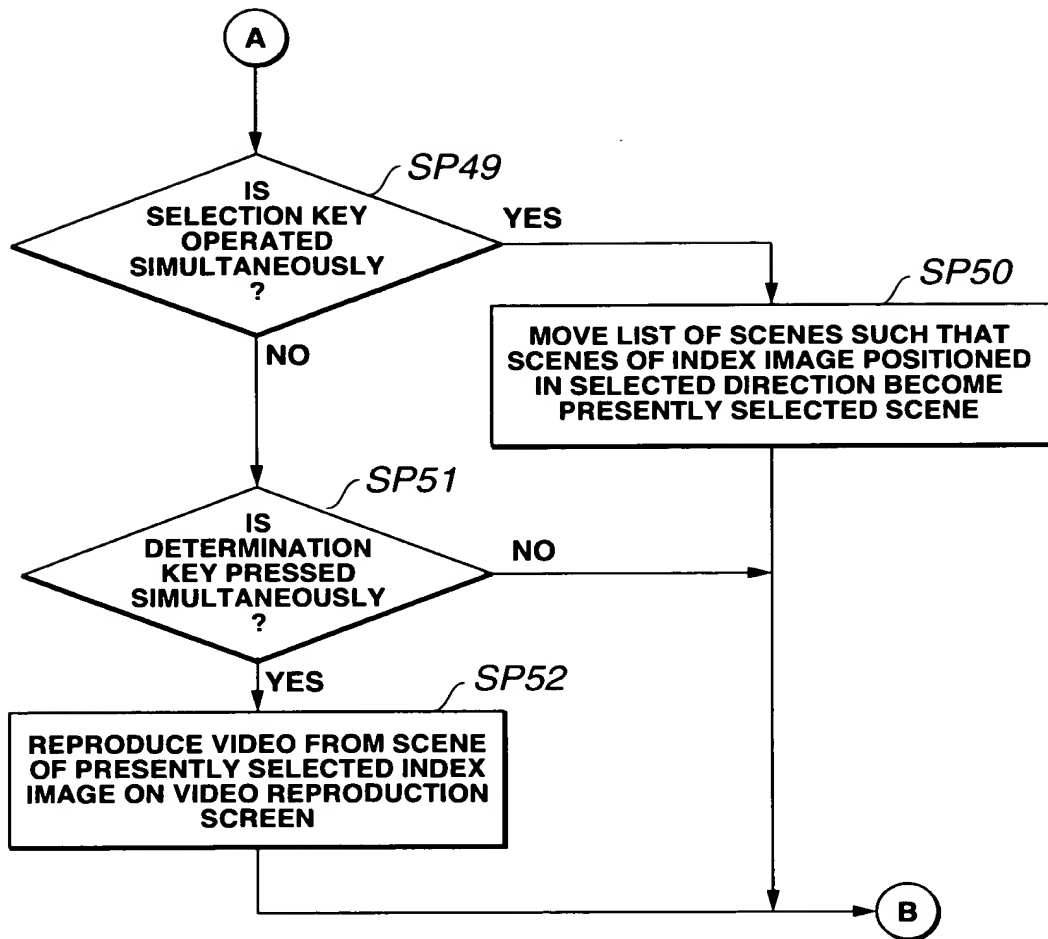 A
SP49
IS
SELECTION KEY
OPERATED
SIMULTANEOUSLY
?
YES
NO
SP50
MOVE LIST OF SCENES SUCH THAT
SCENES OF INDEX IMAGE POSITIONED
IN SELECTED DIRECTION BECOME
PRESENTLY SELECTED SCENE
SP51
IS
DETERMINATION
KEY PRESSED
SIMULTANEOUSLY
?
NO
YES
SP52
REPRODUCE VIDEO FROM SCENE
OF PRESENTLY SELECTED INDEX
IMAGE ON VIDEO REPRODUCTION
SCREEN
B